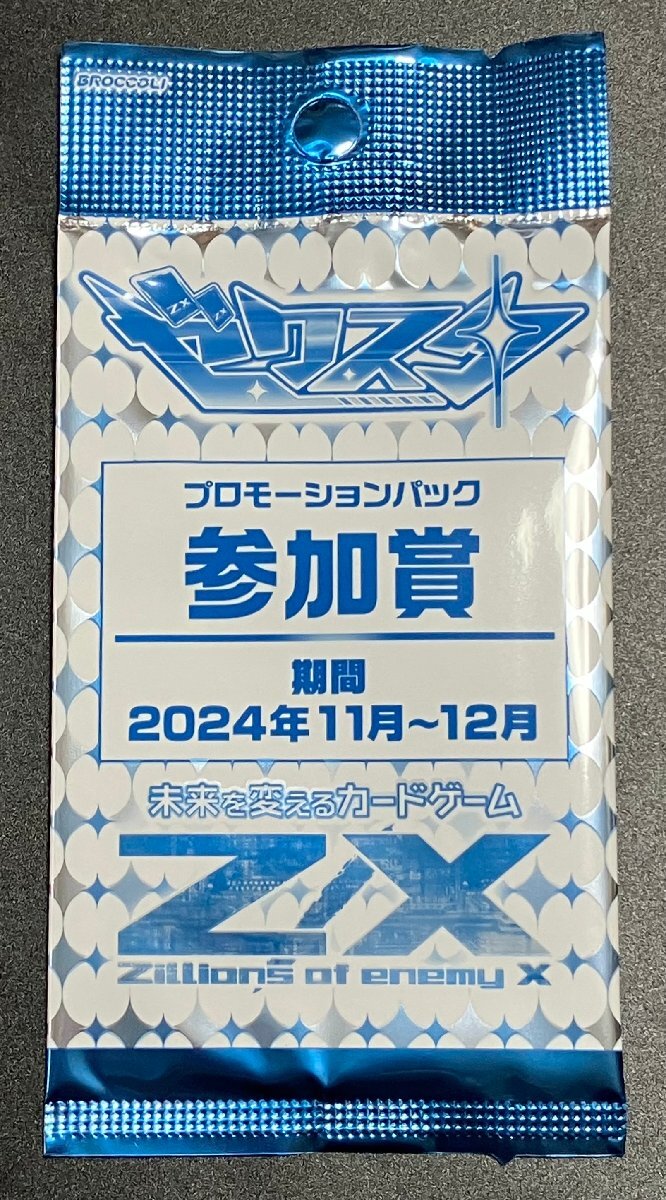 BROCCOLI
ZX
ZX
ゼクスタ
プロモーションパック
参加賞
期間
2024年11月~12月
未来を変えるカードゲーム
Z/X
Zillions of enemy X